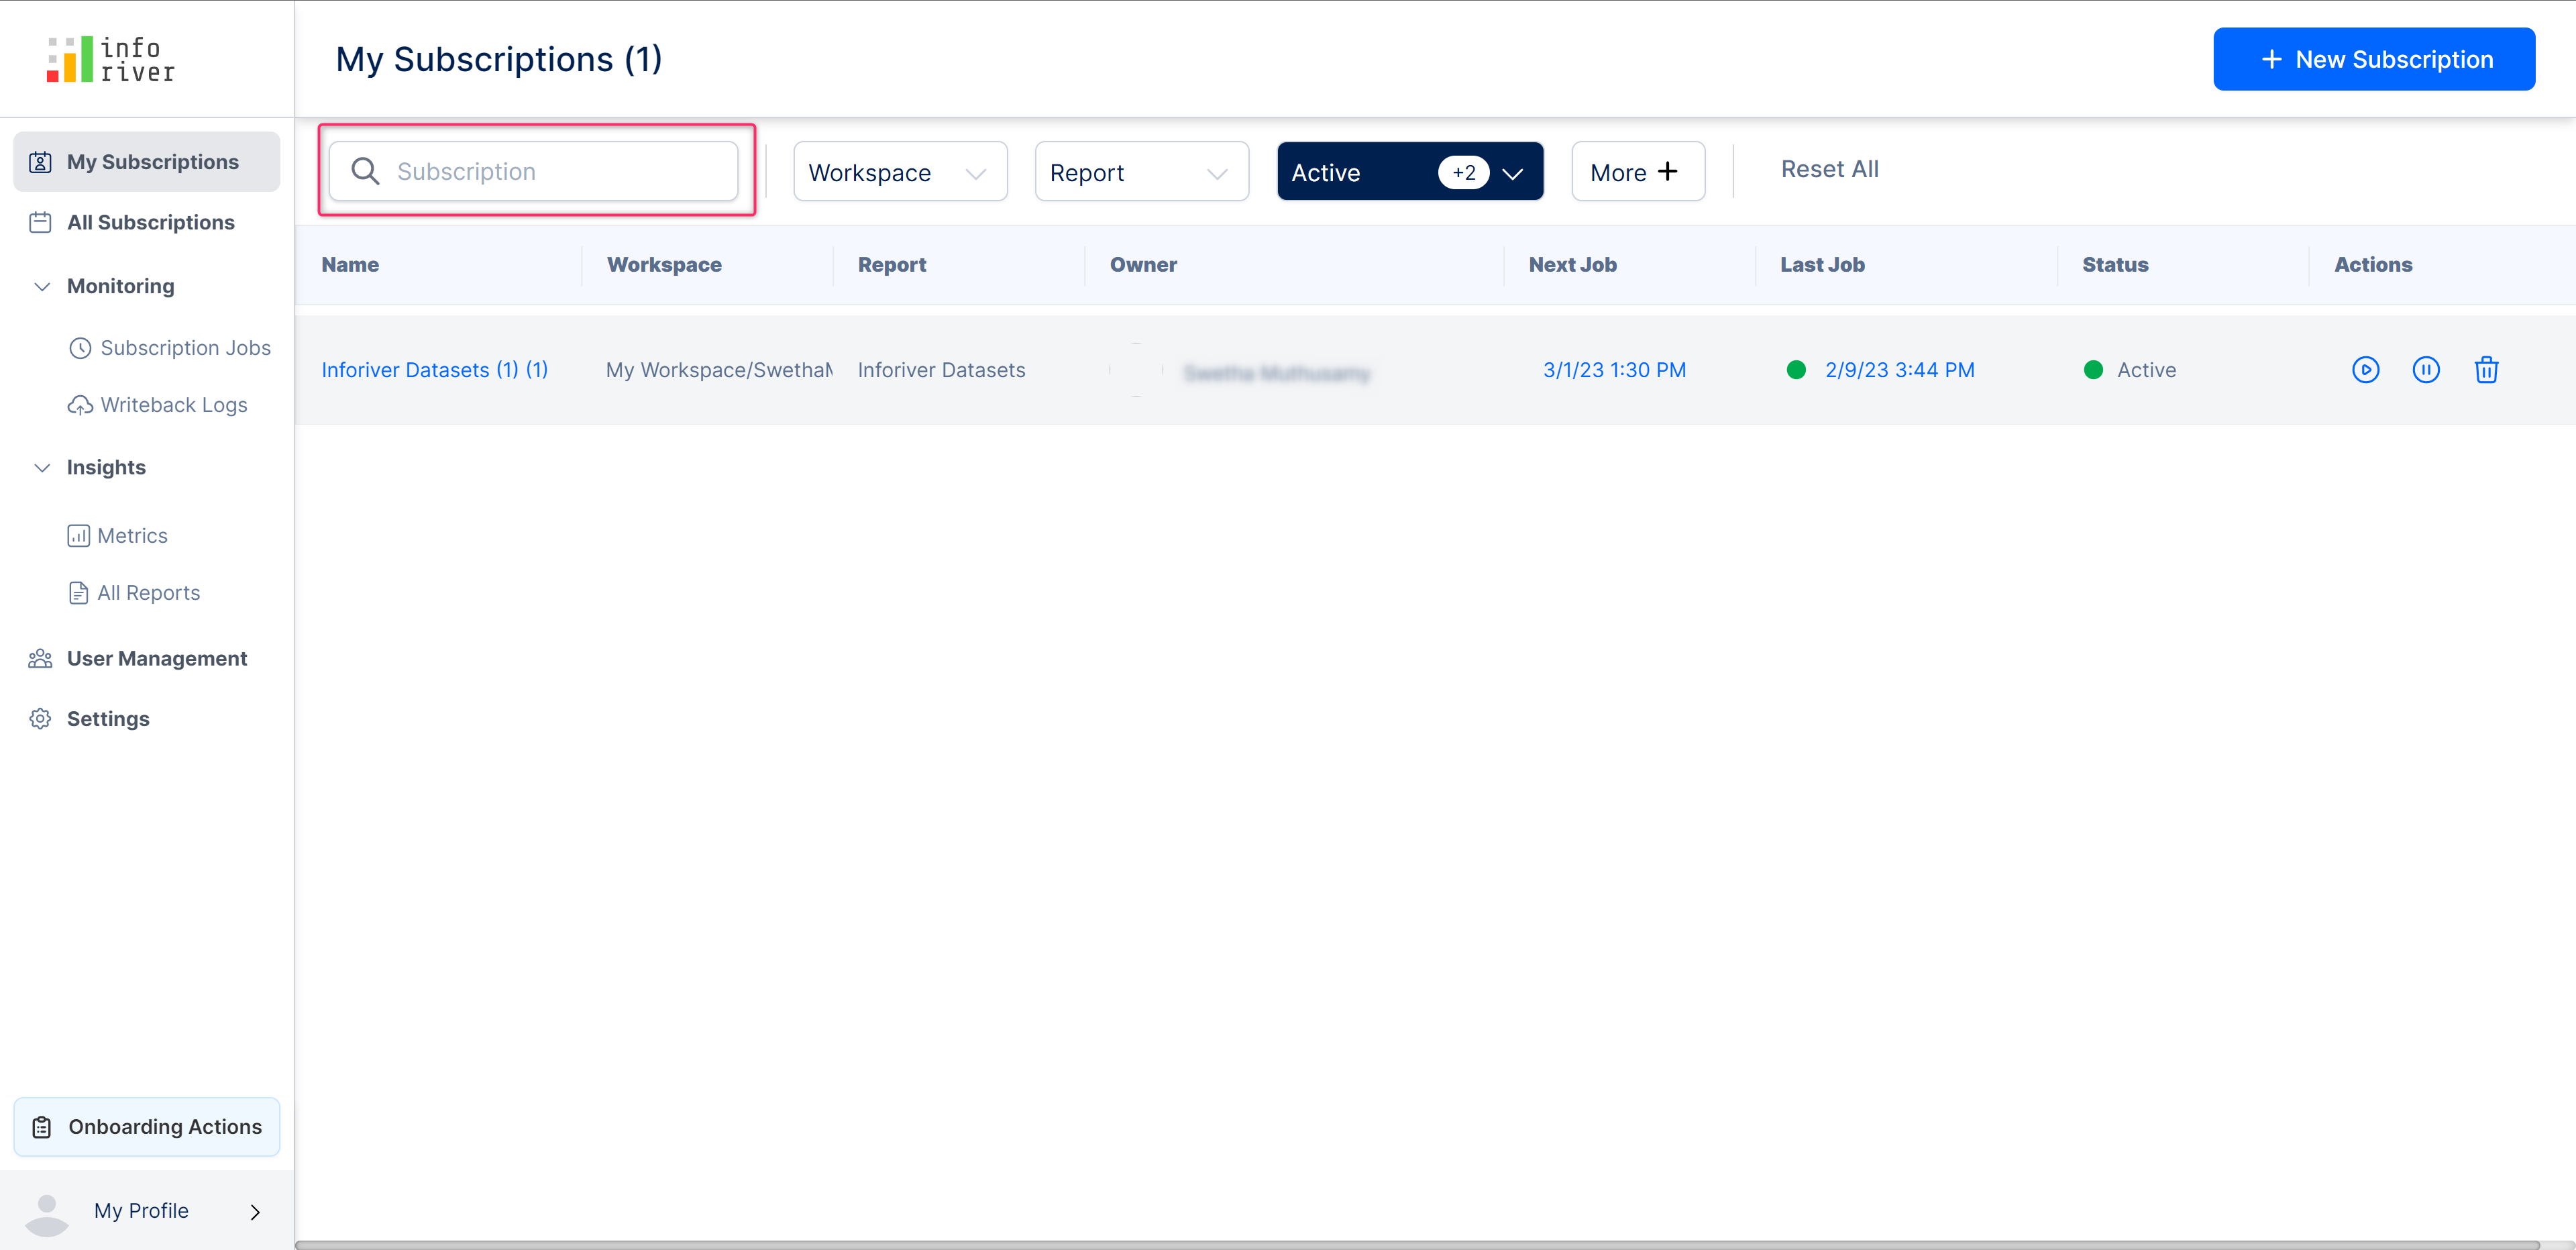 info
river
My Subscriptions (1)
+ New Subscription
My Subscriptions
All Subscriptions
Monitoring
Subscription Jobs
Writeback Logs
Insights
Metrics
All Reports
User Management
Settings
Onboarding Actions
My Profile
Subscription
Workspace
Report
Active +2
More +
Reset All
Name Workspace Report Owner Next Job Last Job Status Actions
Inforiver Datasets (1) (1) My Workspace/SwethaM Inforiver Datasets 3/1/23 1:30 PM 2/9/23 3:44 PM Active